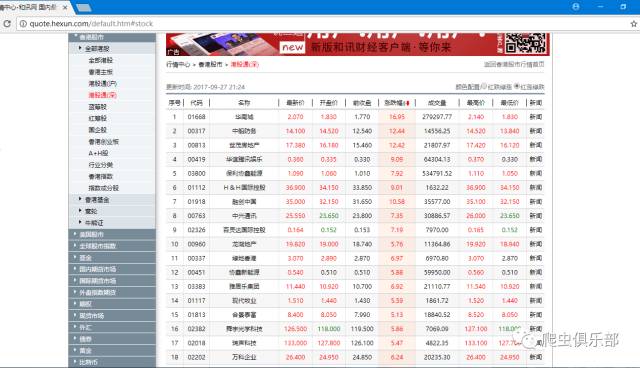 情中心-和讯网 国内财
quote.hexun.com/default.htm#stock
香港股市
全部港股
全部港股
香港主板
港股通(沪)
港股通(深)
蓝筹股
红筹股
国企股
香港创业板
A+H股
行业分类
香港指数
指数成分股
香港基金
窝轮
牛熊证
美国股市
全球股市指数
基金
国内期货市场
国际期货市场
外盘指数期货
期权
现货市场
外汇
债券
黄金
比特币
广告
new
新版和讯财经客户端·等你来
行情中心 > 香港股市 > 港股通(深)
返回香港股市行情首页
更新时间: 2017-09-27 21:24
颜色配置: 红跌绿涨 红涨绿跌
序号 代码 名称 最新价 开盘价 前收盘 涨跌幅 成交量 最高价 最低价 新闻
1 01668 华南城 2.070 1.830 1.770 16.95 279297.77 2.140 1.830 新闻
2 00317 中船防务 14.100 14.520 12.540 12.44 14556.25 14.520 13.840 新闻
3 00813 世茂房地产 17.380 16.180 15.460 12.42 21807.97 17.420 16.120 新闻
4 00419 华谊腾讯娱乐 0.360 0.335 0.330 9.09 64304.13 0.370 0.330 新闻
5 03800 保利协鑫能源 1.090 1.060 1.010 7.92 534791.52 1.110 1.050 新闻
6 01112 H＆H国际控股 36.900 34.150 33.850 9.01 1632.22 36.900 34.150 新闻
7 01918 融创中国 35.000 32.150 31.650 10.58 35577.00 35.100 32.150 新闻
8 00763 中兴通讯 25.550 23.650 23.800 7.35 30886.57 26.000 23.650 新闻
9 02326 百灵达国际控股 0.164 0.152 0.153 7.19 7970.00 0.165 0.152 新闻
10 00960 龙湖地产 19.820 19.000 18.740 5.76 11364.86 19.920 18.940 新闻
11 00337 绿地香港 3.070 2.890 2.870 6.97 6970.80 3.070 2.870 新闻
12 00451 协鑫新能源 0.540 0.510 0.510 5.88 59950.00 0.560 0.510 新闻
13 03383 雅居乐集团 11.440 10.920 10.700 6.92 21110.77 11.540 10.920 新闻
14 01117 现代牧业 1.510 1.440 1.430 5.59 1861.72 1.520 1.440 新闻
15 01813 合景泰富 8.400 8.050 7.990 5.13 18840.52 8.520 8.050 新闻
16 02382 舜宇光学科技 126.500 118.000 119.500 5.86 7069.09 127.100 118.000 新闻
17 02018 瑞声科技 133.000 127.800 126.100 5.47 4822.35 133.100 127.700 新闻
18 02202 万科企业 26.400 24.950 24.850 6.24 20235.30 26.400 24.950 新闻
爬虫俱乐部